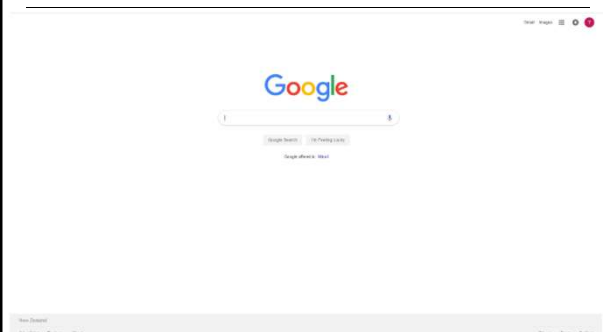 Gmail Images
Google
Google Search I'm Feeling Lucky
Google offered in: Māori
New Zealand